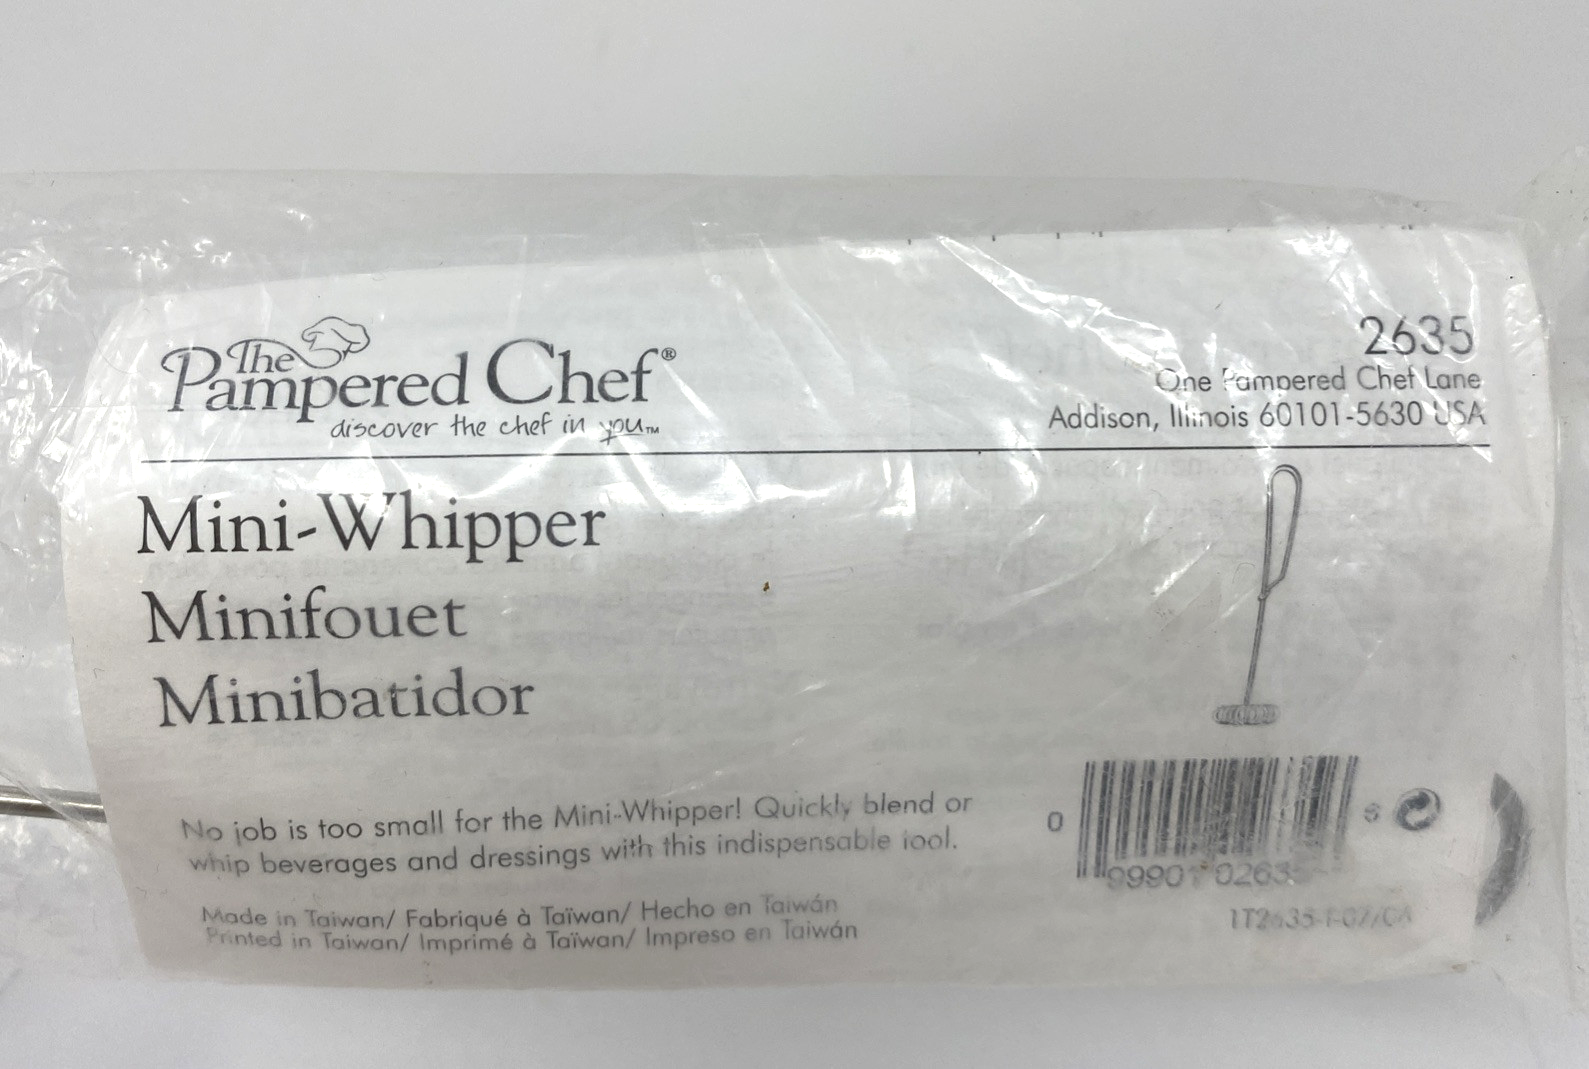 The
Pampered Chef®
discover the chef in you™
2635
One Pampered Chef Lane
Addison, Illinois 60101-5630 USA
Mini-Whipper
Minifouet
Minibatidor
No job is too small for the Mini-Whipper! Quickly blend or
whip beverages and dressings with this indispensable tool.
Made in Taiwan/ Fabriqué à Taïwan/ Hecho en Taiwán
Printed in Taiwan/ Imprimé à Taïwan/ Impreso en Taiwán
0